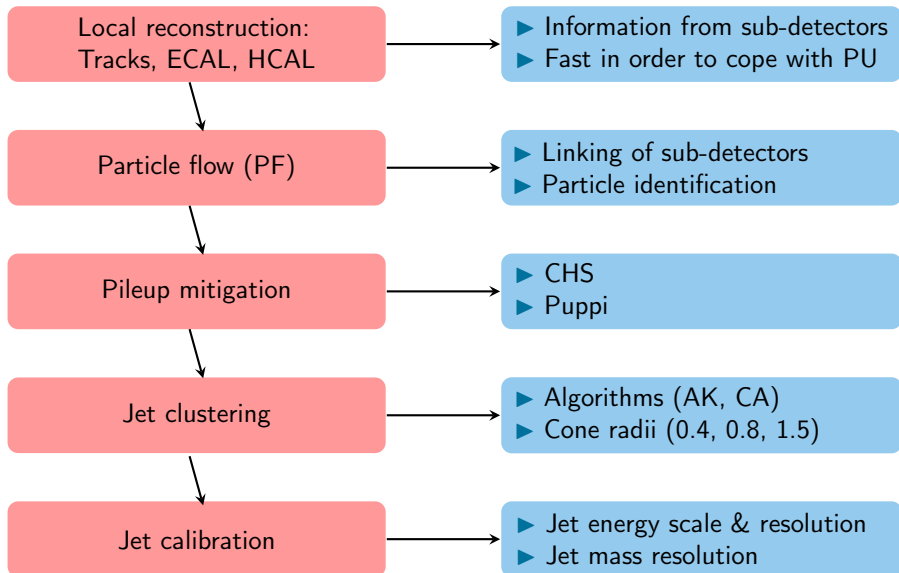 Local reconstruction:
Tracks, ECAL, HCAL
▶ Information from sub-detectors
▶ Fast in order to cope with PU
Particle flow (PF)
▶ Linking of sub-detectors
▶ Particle identification
Pileup mitigation
▶ CHS
▶ Puppi
Jet clustering
▶ Algorithms (AK, CA)
▶ Cone radii (0.4, 0.8, 1.5)
Jet calibration
▶ Jet energy scale & resolution
▶ Jet mass resolution